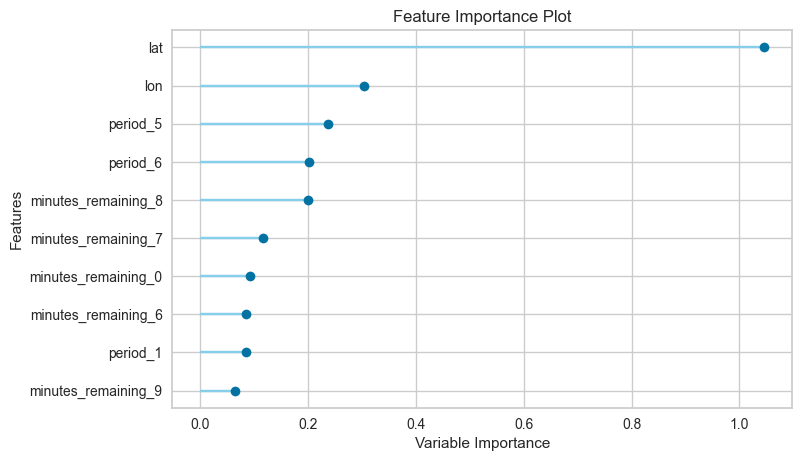 Feature Importance Plot
lat
lon
period_5
period_6
minutes_remaining_8
minutes_remaining_7
minutes_remaining_0
minutes_remaining_6
period_1
minutes_remaining_9
Features
0.0 0.2 0.4 0.6 0.8 1.0
Variable Importance